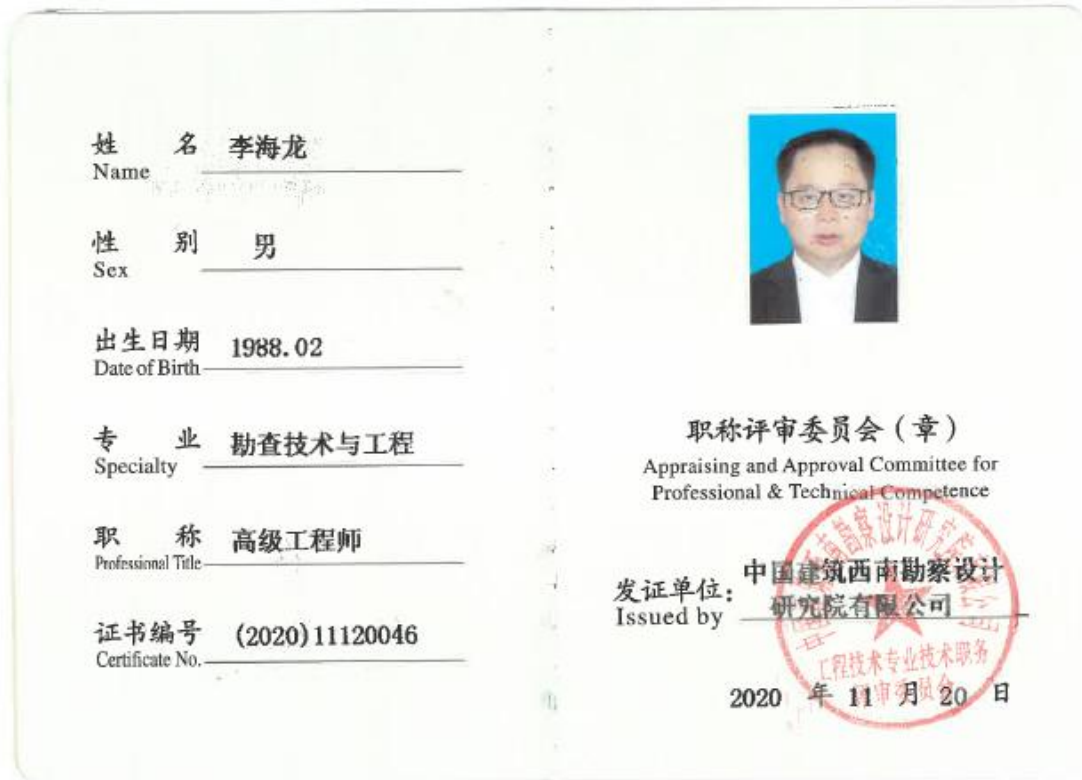 姓名 李海龙
Name
性别 男
Sex
出生日期 1988.02
Date of Birth
专业 勘查技术与工程
Specialty
职称 高级工程师
Professional Title
证书编号 (2020)11120046
Certificate No.
职称评审委员会(章)
Appraising and Approval Committee for
Professional & Technical Competence
发证单位: 中国建筑西南勘察设计
研究院有限公司
Issued by
2020 年 11 月 20 日
工程技术专业技术职务
评审委员会